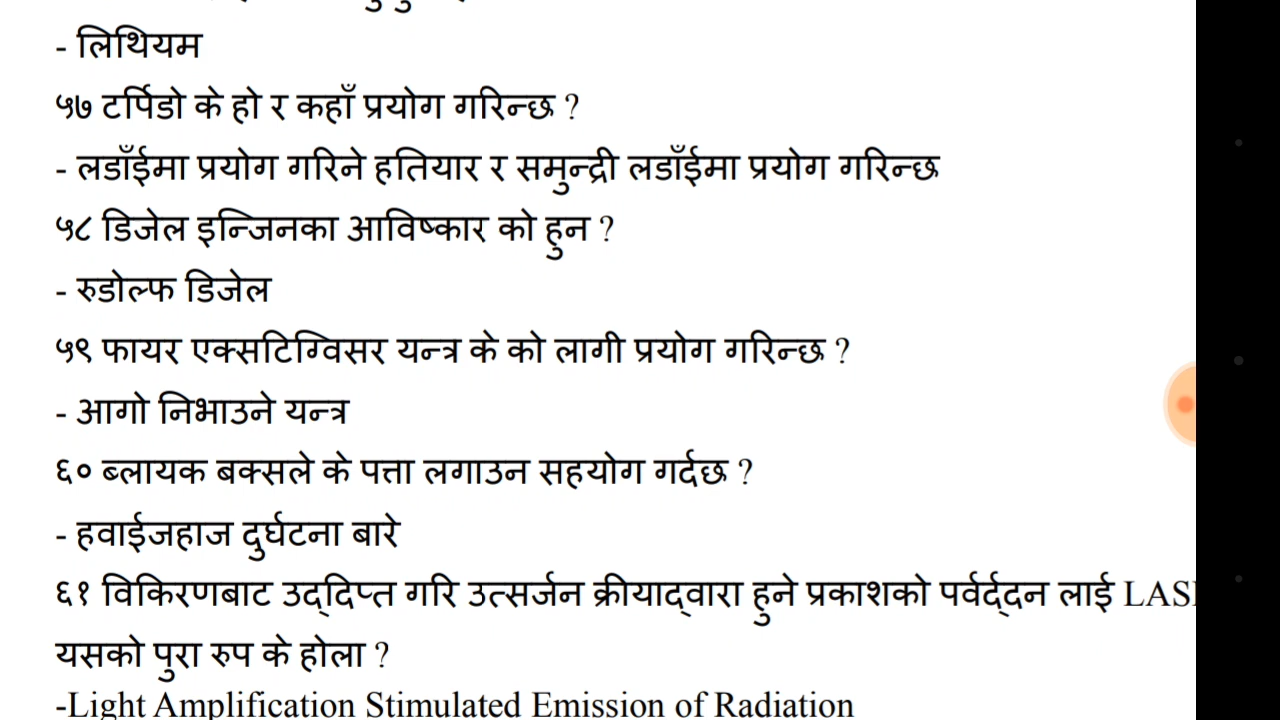 - लिथियम
५७ टर्पिडो के हो र कहाँ प्रयोग गरिन्छ ?
- लडाँईमा प्रयोग गरिने हतियार र समुन्द्री लडाँईमा प्रयोग गरिन्छ
५८ डिजेल इन्जिनका आविष्कार को हुन ?
- रुडोल्फ डिजेल
५९ फायर एक्सटिग्विसर यन्त्र के को लागी प्रयोग गरिन्छ ?
- आगो निभाउने यन्त्र
६० ब्लायक बक्सले के पत्ता लगाउन सहयोग गर्दछ ?
- हवाईजहाज दुर्घटना बारे
६१ विकिरणबाट उद्दिप्त गरि उत्सर्जन क्रीयाद्वारा हुने प्रकाशको पर्वर्द्दन लाई
यसको पुरा रुप के होला ?
-Light Amplification Stimulated Emission of Radiation